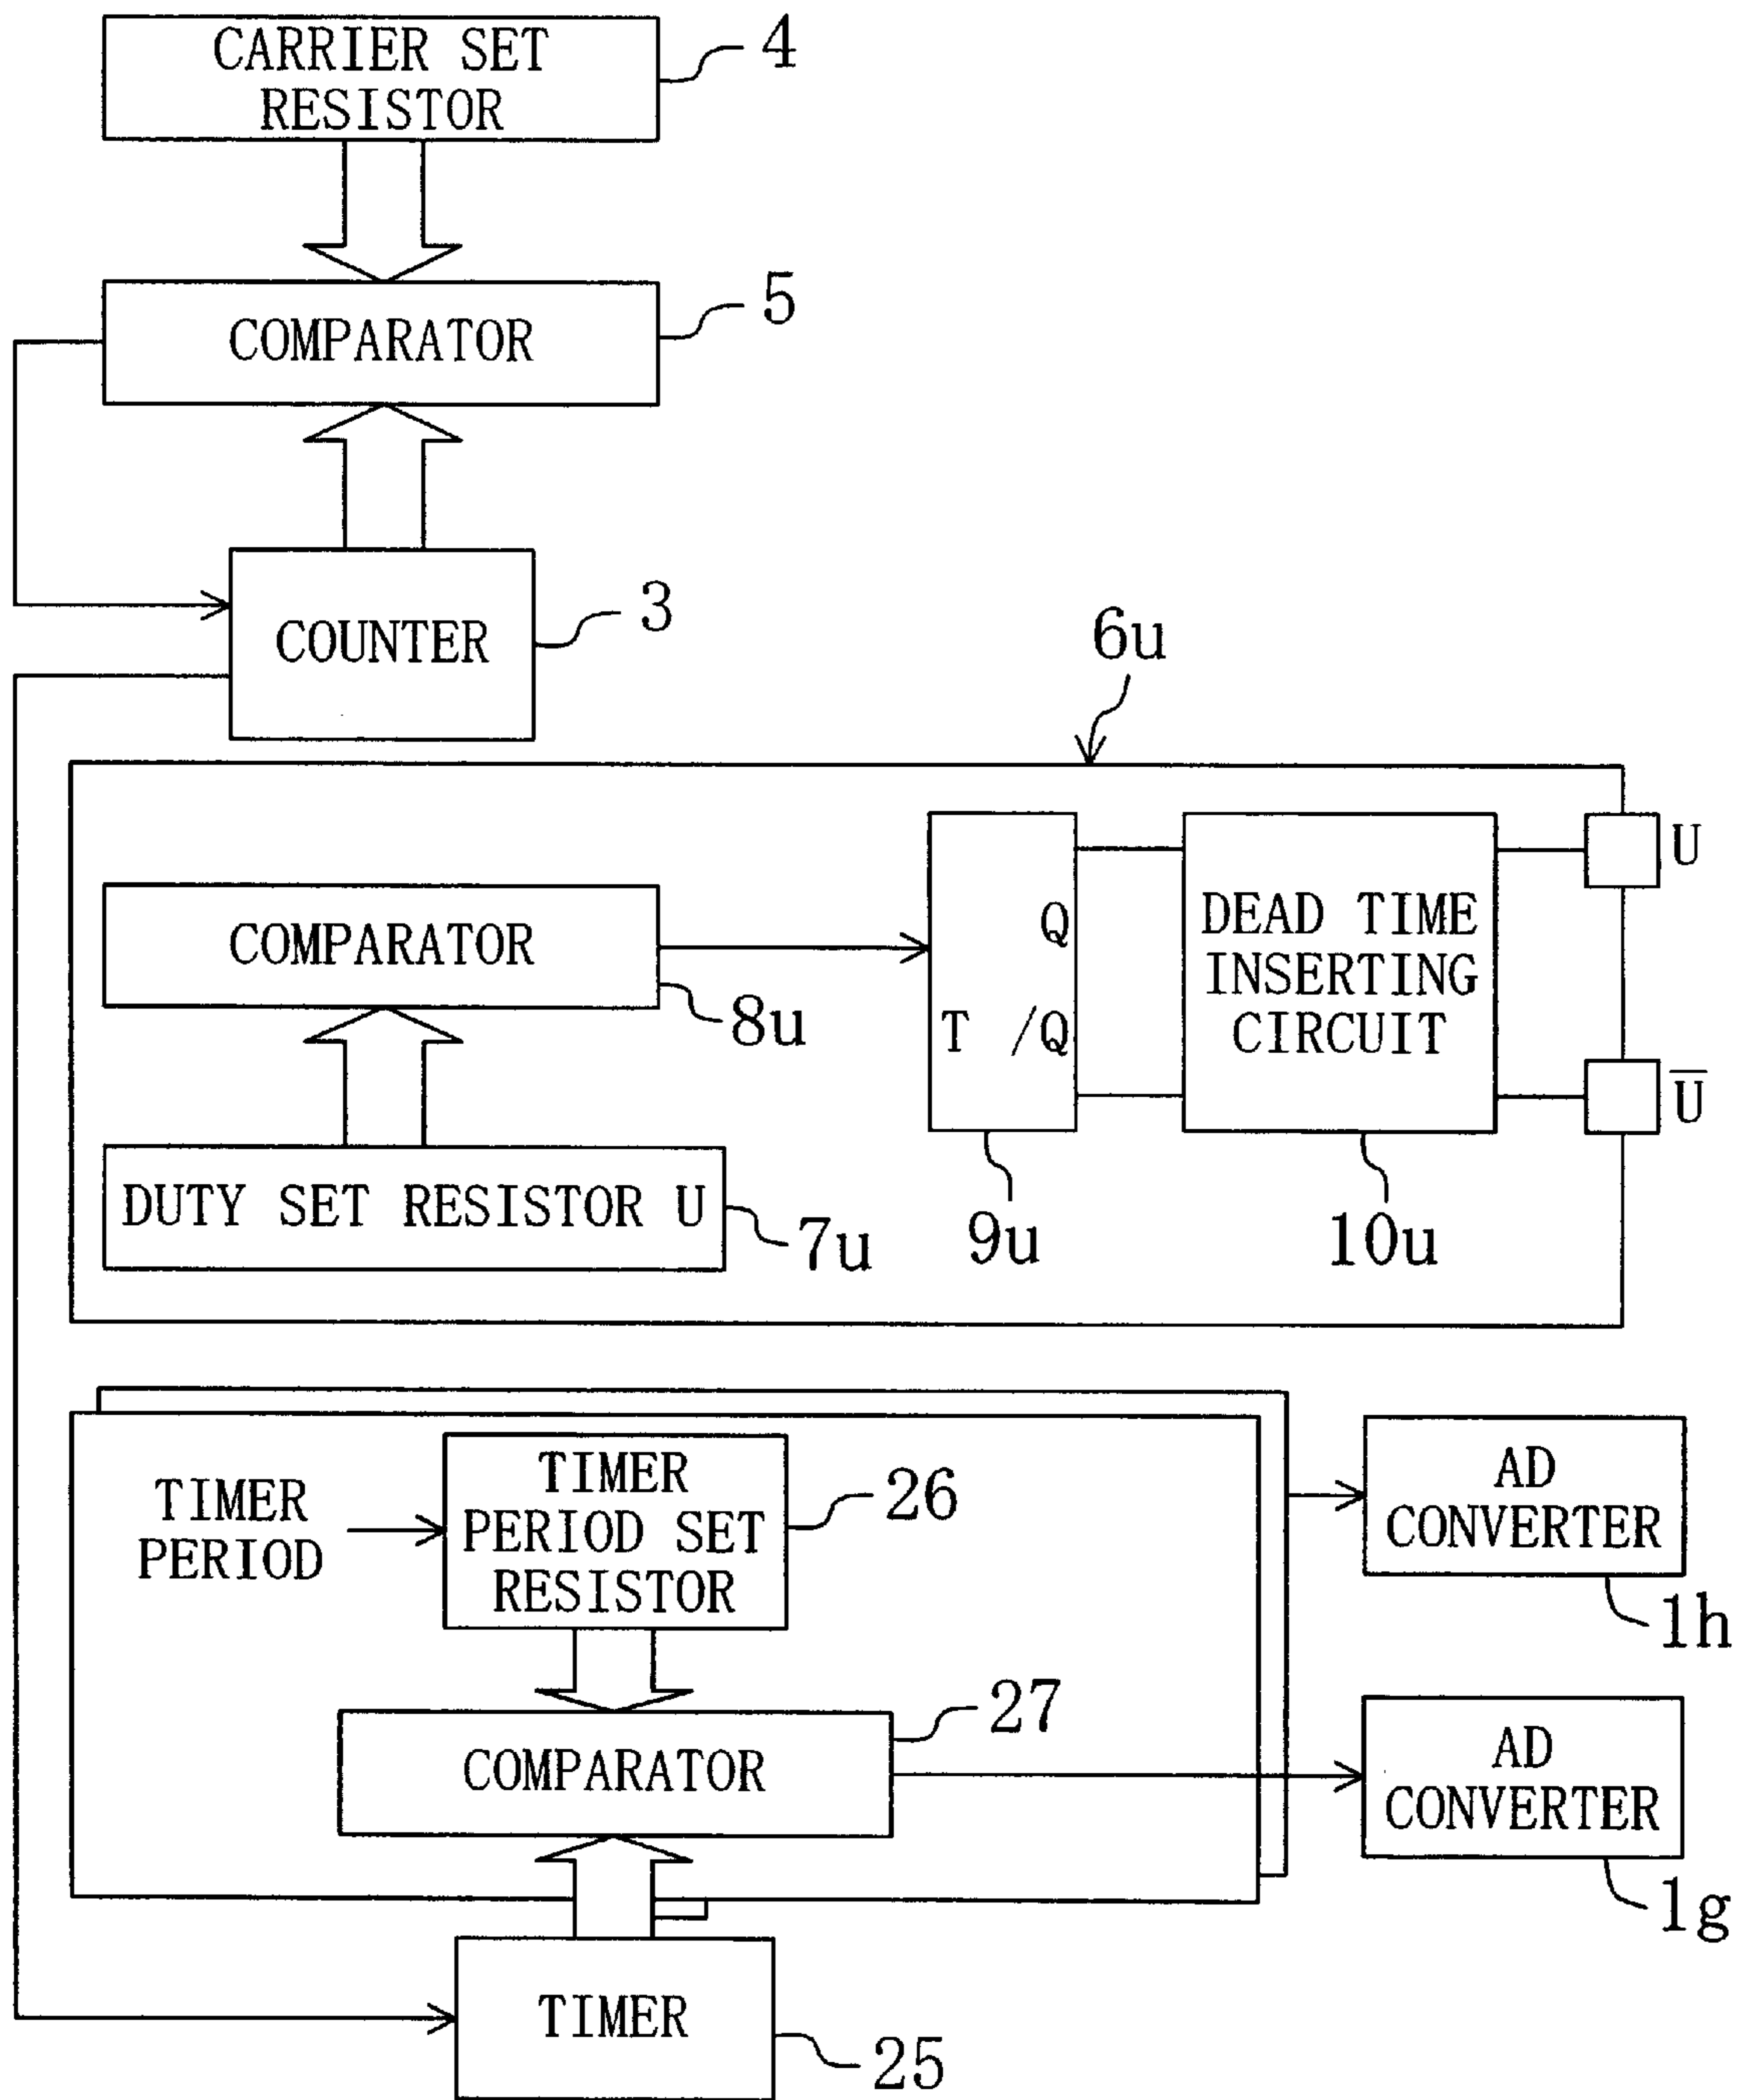 CARRIER SET
RESISTOR
4
COMPARATOR
5
COUNTER
3
6u
COMPARATOR
8u
DUTY SET RESISTOR U
7u
Q
T /Q
9u
DEAD TIME
INSERTING
CIRCUIT
10u
U
U̅
TIMER
PERIOD
TIMER
PERIOD SET
RESISTOR
26
COMPARATOR
27
AD
CONVERTER
1h
AD
CONVERTER
1g
TIMER
25